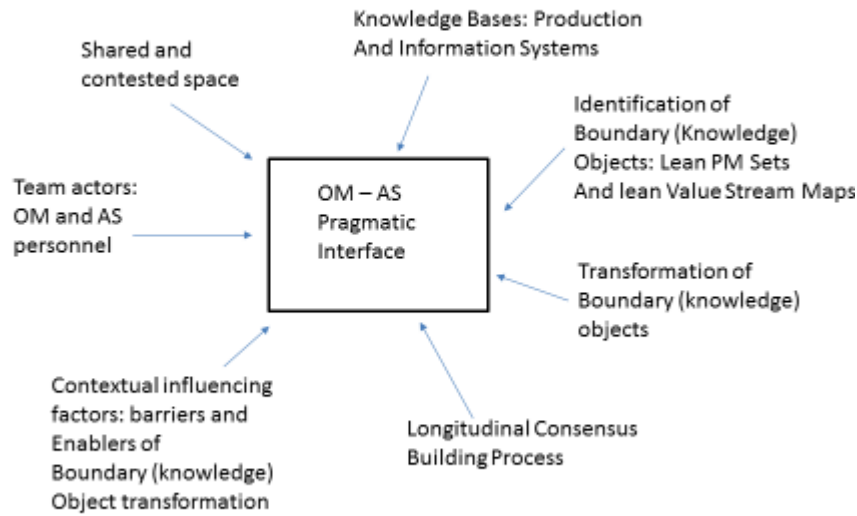 Knowledge Bases: Production
And Information Systems
Shared and
contested space
Identification of
Boundary (Knowledge)
Objects: Lean PM Sets
And lean Value Stream Maps
Team actors:
OM and AS
personnel
OM – AS
Pragmatic
Interface
Transformation of
Boundary (knowledge)
objects
Contextual influencing
factors: barriers and
Enablers of
Boundary (knowledge)
Object transformation
Longitudinal Consensus
Building Process